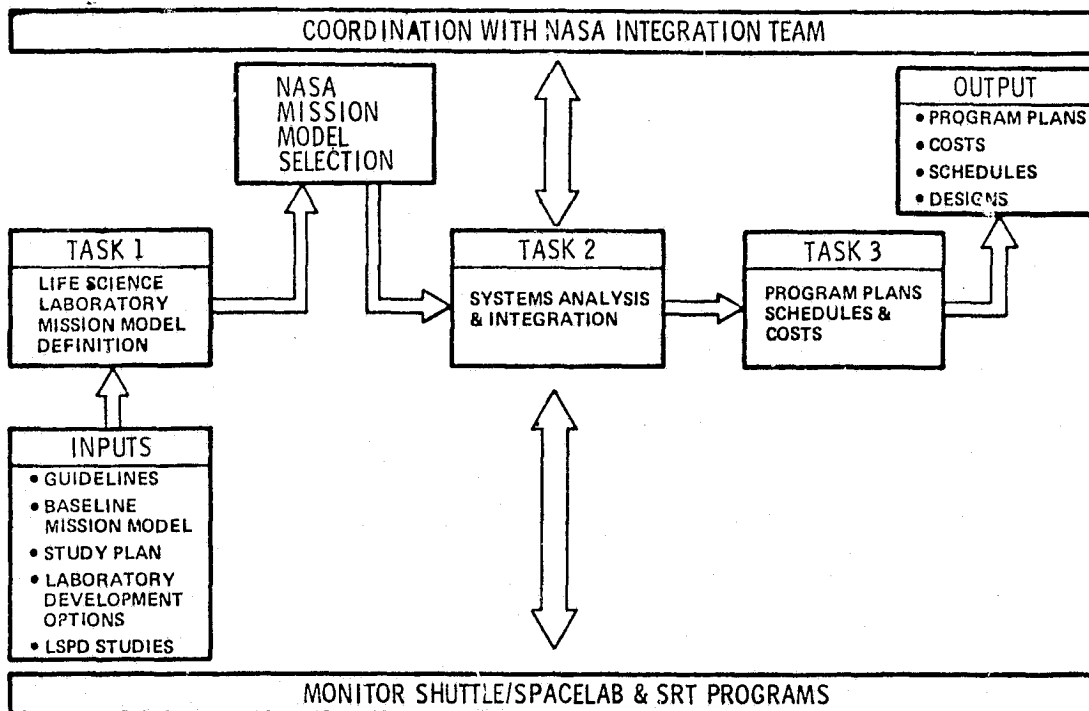 COORDINATION WITH NASA INTEGRATION TEAM
NASA
MISSION
MODEL
SELECTION
OUTPUT
• PROGRAM PLANS
• COSTS
• SCHEDULES
• DESIGNS
TASK 1
LIFE SCIENCE
LABORATORY
MISSION MODEL
DEFINITION
TASK 2
SYSTEMS ANALYSIS
& INTEGRATION
TASK 3
PROGRAM PLANS
SCHEDULES &
COSTS
INPUTS
• GUIDELINES
• BASELINE
MISSION MODEL
• STUDY PLAN
• LABORATORY
DEVELOPMENT
OPTIONS
• LSPD STUDIES
MONITOR SHUTTLE/SPACELAB & SRT PROGRAMS